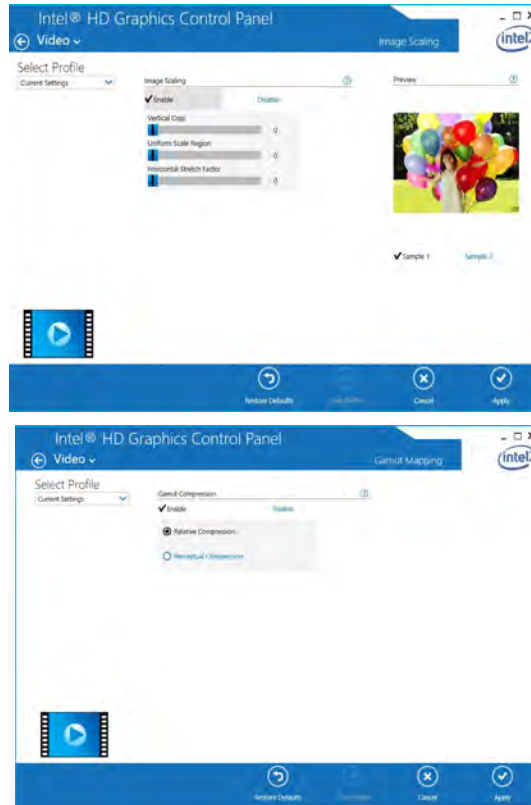 Intel® HD Graphics Control Panel
Video
Image Scaling
intel
Select Profile
Current Settings
Image Scaling
Enable
Disable
Vertical Crop
0
Uniform Scale Region
0
Horizontal Stretch Factor
0
Preview
Sample 1
Sample 2
Restore Defaults
Cancel
Apply
Intel® HD Graphics Control Panel
Video
Gamut Mapping
intel
Select Profile
Current Settings
Gamut Compression
Enable
Disable
Relative Compression
Perceptual Compression
Restore Defaults
Cancel
Apply